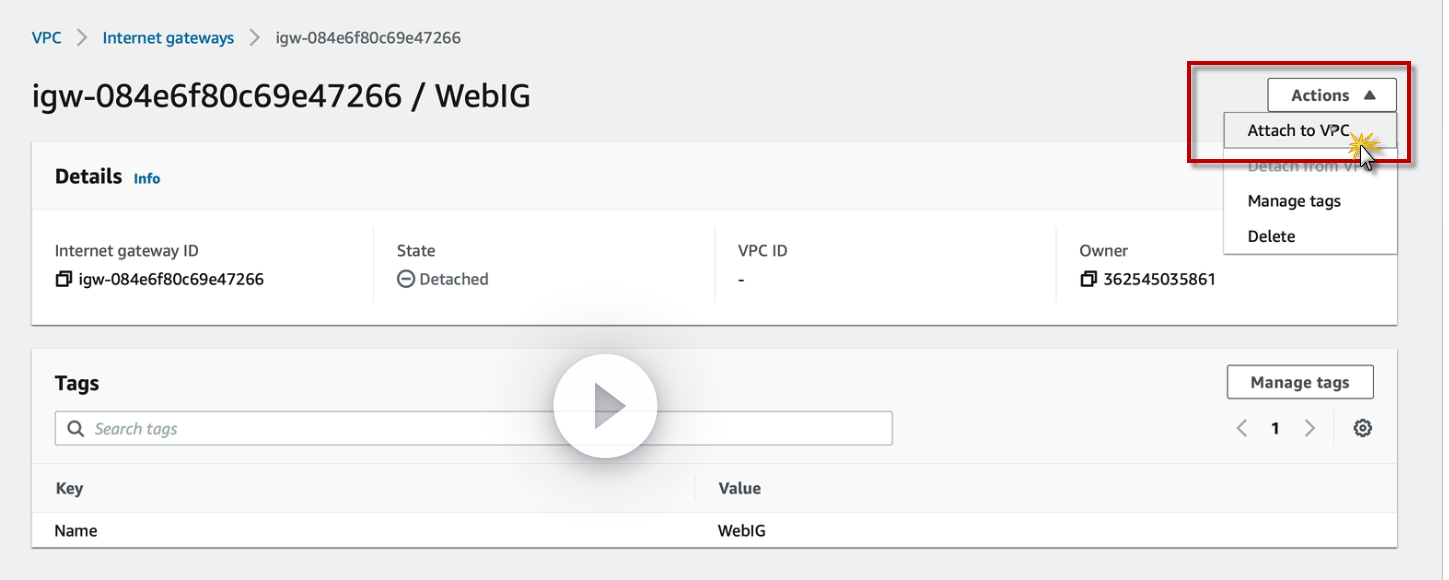 VPC > Internet gateways > igw-084e6f80c69e47266
igw-084e6f80c69e47266 / WebIG
Actions
Attach to VPC
Detach from VPC
Manage tags
Delete
Details Info
Internet gateway ID
igw-084e6f80c69e47266
State
Detached
VPC ID
-
Owner
362545035861
Tags
Manage tags
Search tags
1
Key Value
Name WebIG